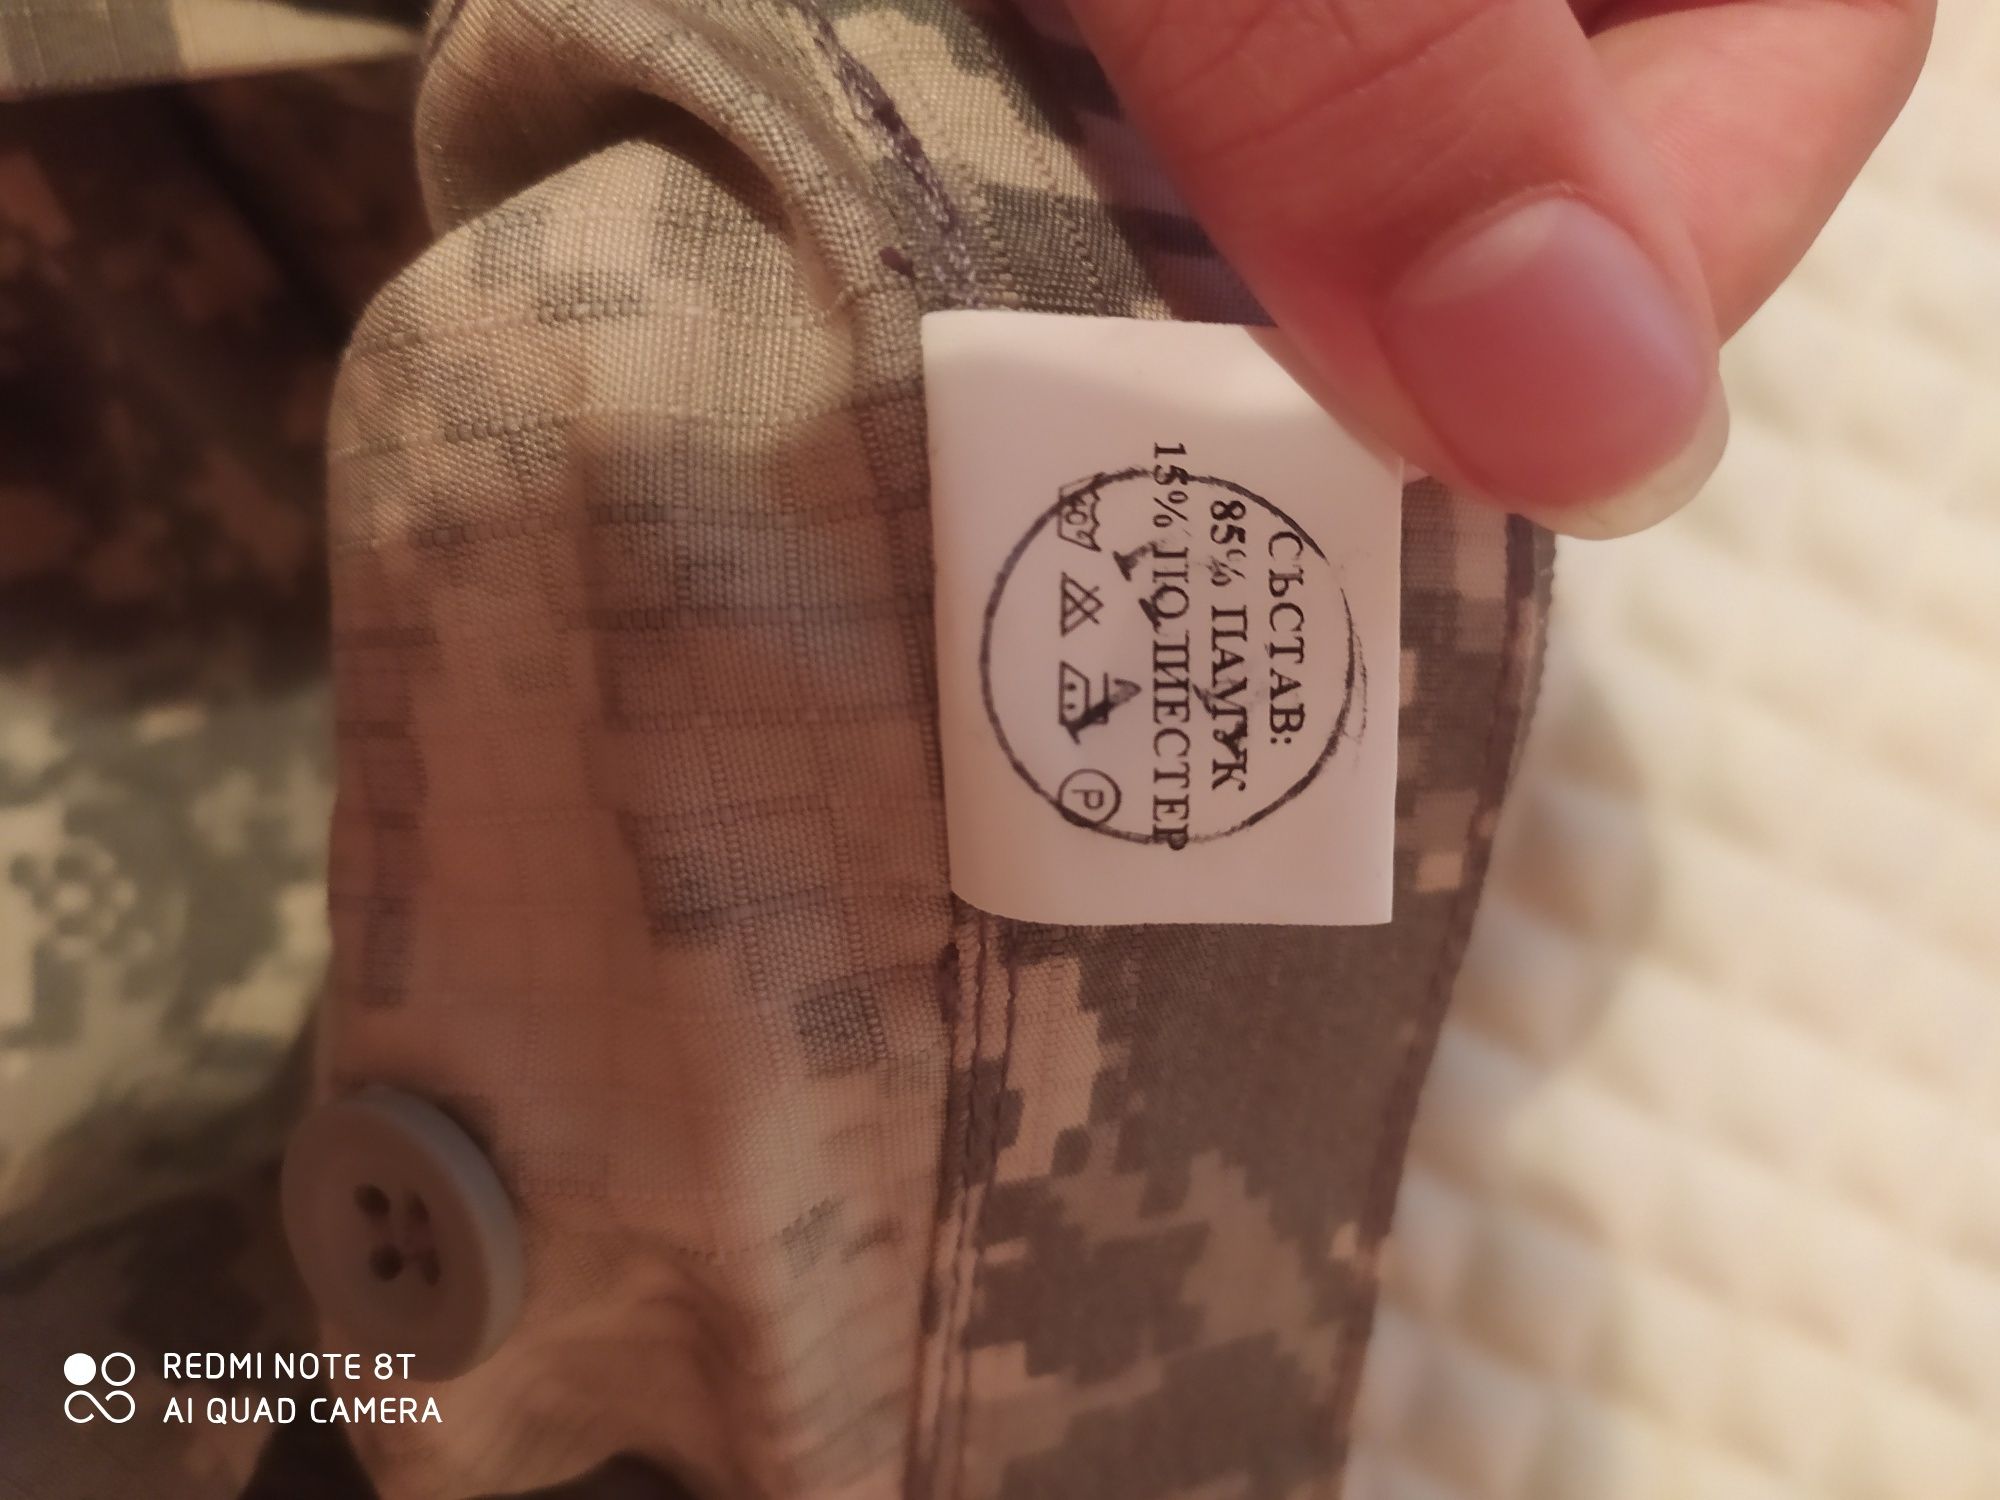 СЪСТАВ:
85% ПАМУК
15% ПОЛИЕСТЕР
P
REDMI NOTE 8T
AI QUAD CAMERA